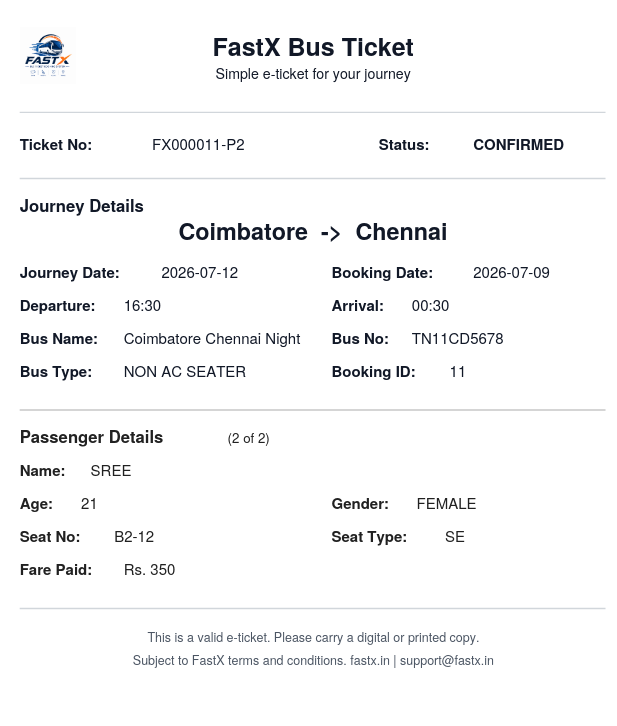 FASTX
FastX Bus Ticket
Simple e-ticket for your journey
Ticket No: FX000011-P2 Status: CONFIRMED
Journey Details
Coimbatore -> Chennai
Journey Date: 2026-07-12 Booking Date: 2026-07-09
Departure: 16:30 Arrival: 00:30
Bus Name: Coimbatore Chennai Night Bus No: TN11CD5678
Bus Type: NON AC SEATER Booking ID: 11
Passenger Details (2 of 2)
Name: SREE
Age: 21 Gender: FEMALE
Seat No: B2-12 Seat Type: SE
Fare Paid: Rs. 350
This is a valid e-ticket. Please carry a digital or printed copy.
Subject to FastX terms and conditions. fastx.in | support@fastx.in